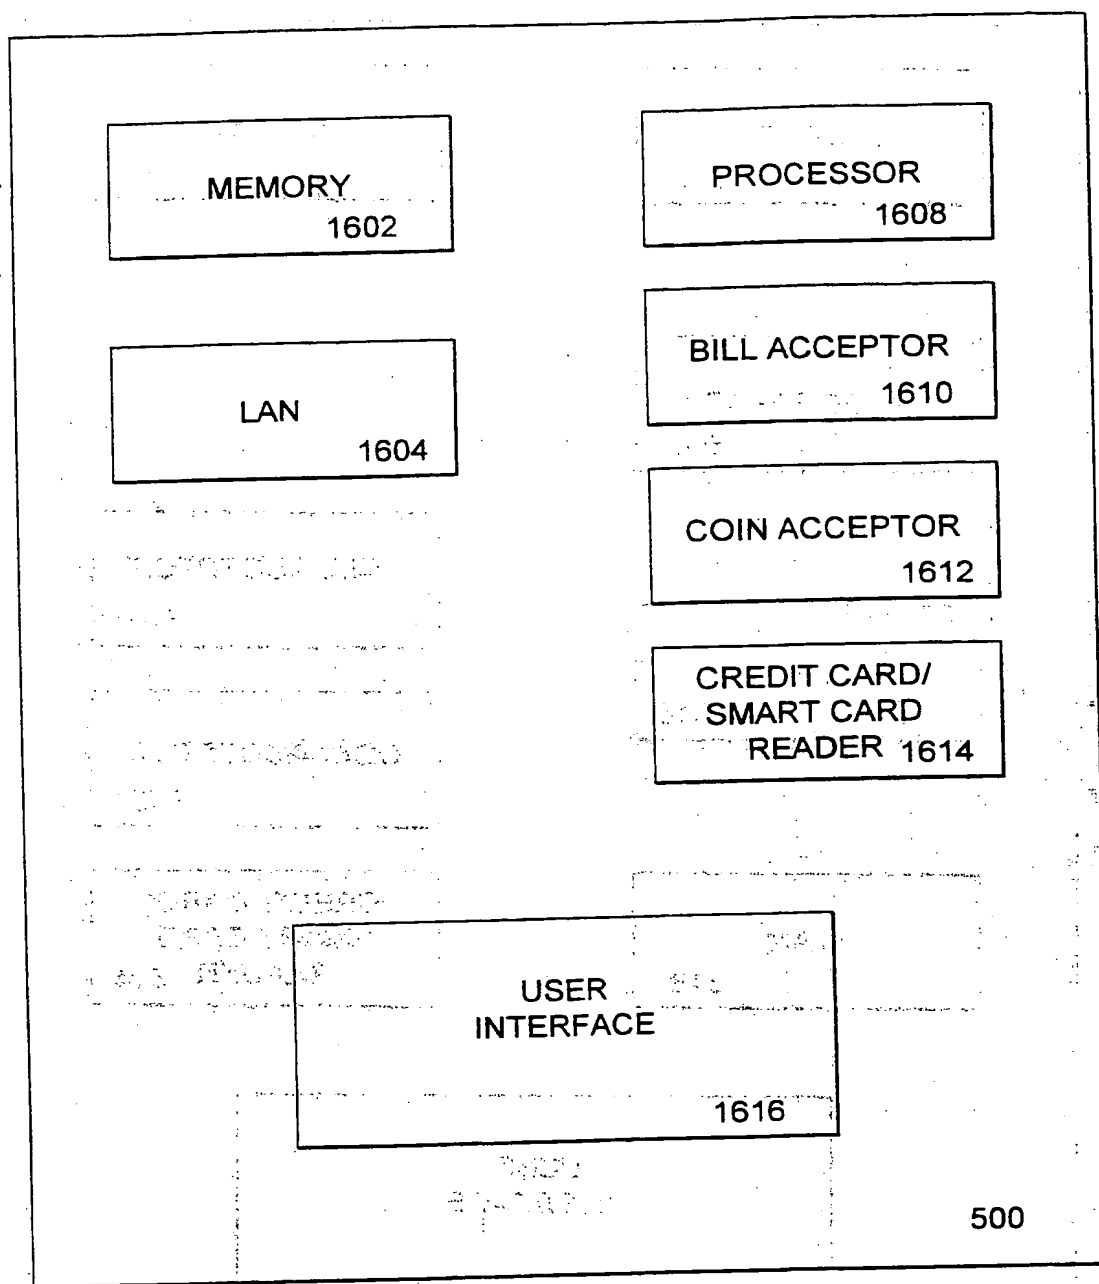 MEMORY
1602
PROCESSOR
1608
LAN
1604
BILL ACCEPTOR
1610
COIN ACCEPTOR
1612
CREDIT CARD/
SMART CARD
READER 1614
USER
INTERFACE
1616
500